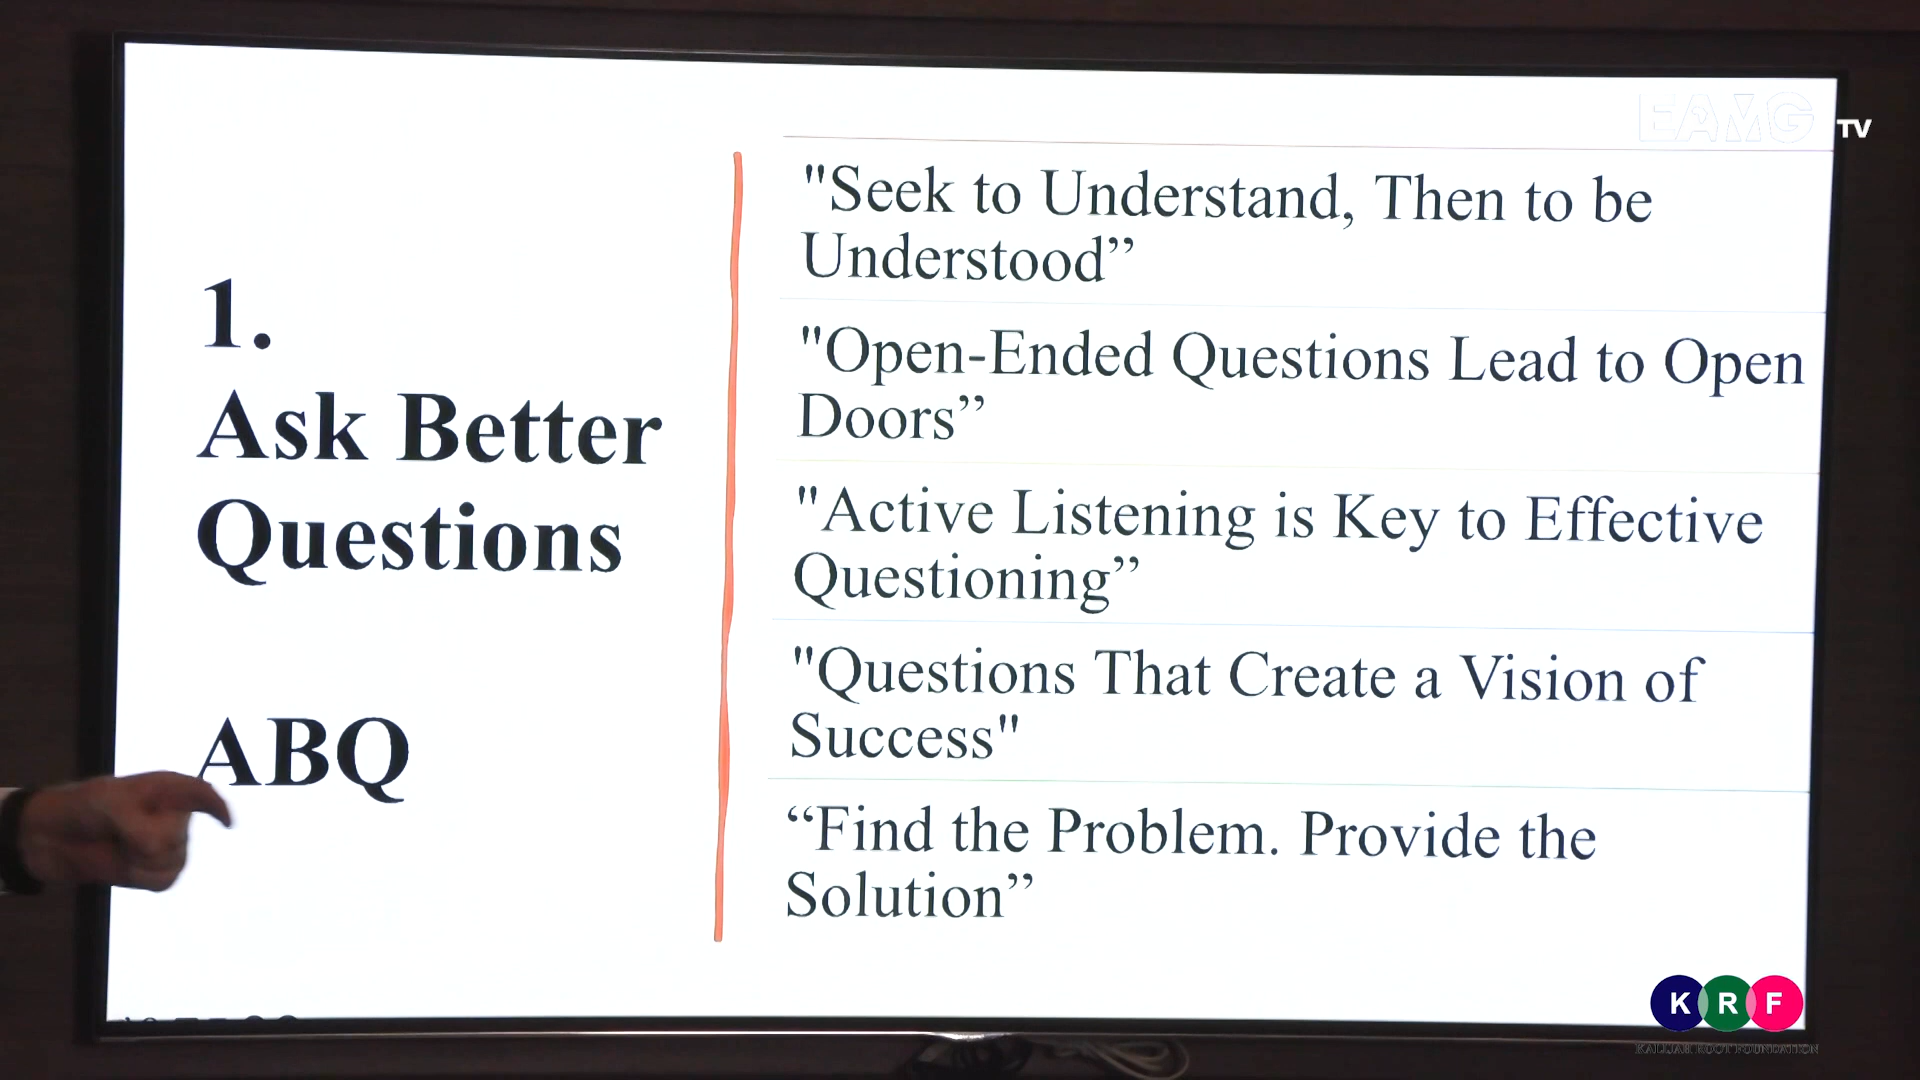 EAMG TV
1.
Ask Better
Questions
ABQ
"Seek to Understand, Then to be
Understood”
"Open-Ended Questions Lead to Open
Doors”
"Active Listening is Key to Effective
Questioning”
"Questions That Create a Vision of
Success"
“Find the Problem. Provide the
Solution”
K R F